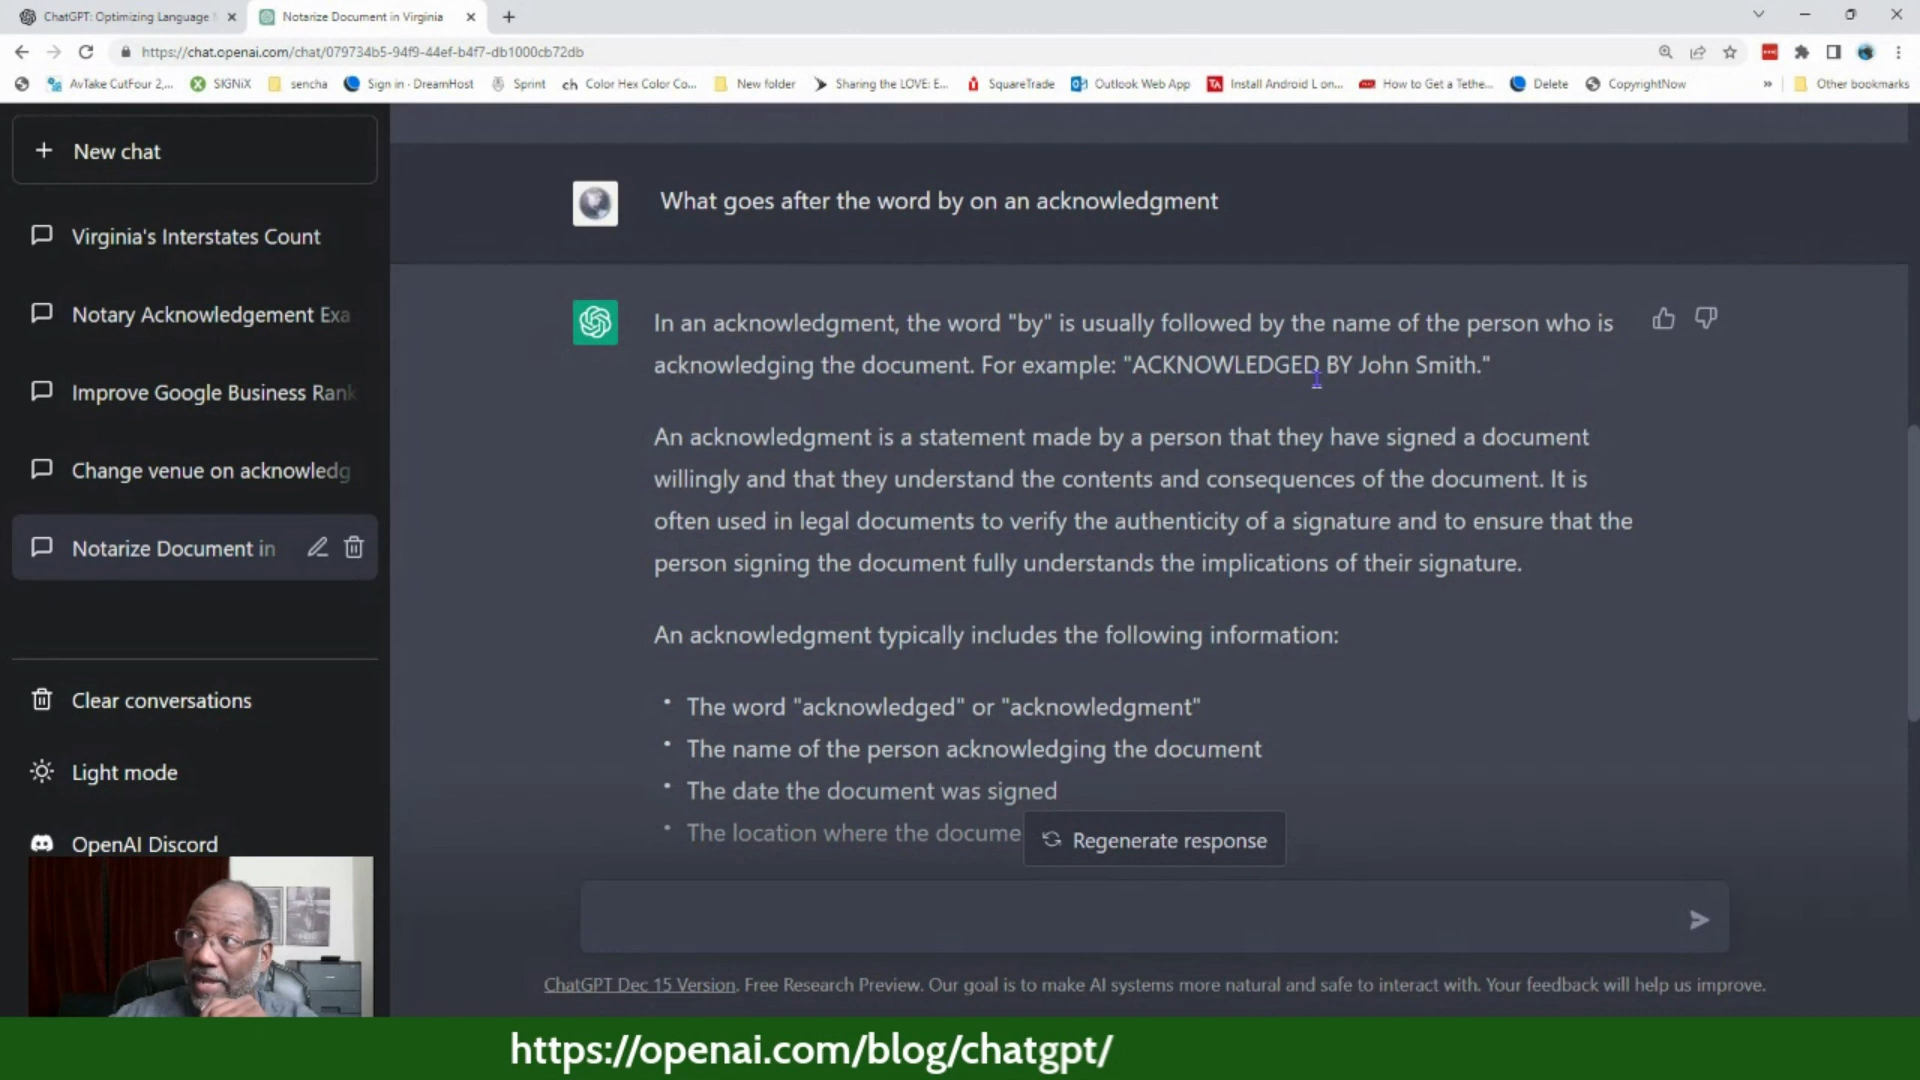 ChatGPT: Optimizing Language
Notarize Document in Virginia
https://chat.openai.com/chat/079734b5-94f9-44ef-b4f7-db1000cb72db
AvTake CutFour 2,...
SIGNiX
sencha
Sign in - DreamHost
Sprint
ch Color Hex Color Co...
New folder
Sharing the LOVE: E...
SquareTrade
Outlook Web App
TA Install Android L on...
How to Get a Tethe...
Delete
CopyrightNow
»
Other bookmarks
+ New chat
Virginia's Interstates Count
Notary Acknowledgement Exa
Improve Google Business Rank
Change venue on acknowledg
Notarize Document in
Clear conversations
Light mode
OpenAI Discord
What goes after the word by on an acknowledgment
In an acknowledgment, the word "by" is usually followed by the name of the person who is
acknowledging the document. For example: "ACKNOWLEDGED BY John Smith."
An acknowledgment is a statement made by a person that they have signed a document
willingly and that they understand the contents and consequences of the document. It is
often used in legal documents to verify the authenticity of a signature and to ensure that the
person signing the document fully understands the implications of their signature.
An acknowledgment typically includes the following information:
• The word "acknowledged" or "acknowledgment"
• The name of the person acknowledging the document
• The date the document was signed
• The location where the docume
Regenerate response
ChatGPT Dec 15 Version. Free Research Preview. Our goal is to make AI systems more natural and safe to interact with. Your feedback will help us improve.
https://openai.com/blog/chatgpt/